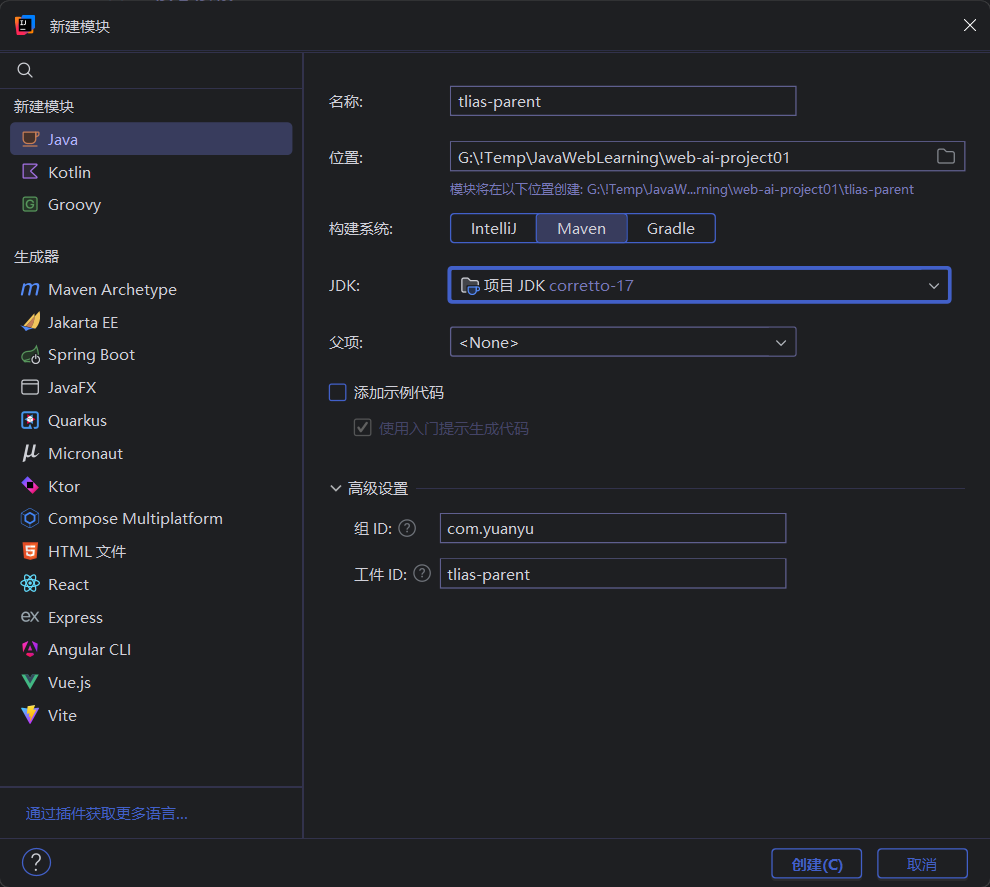 新建模块
新建模块
Java
Kotlin
Groovy
生成器
Maven Archetype
Jakarta EE
Spring Boot
JavaFX
Quarkus
Micronaut
Ktor
Compose Multiplatform
HTML 文件
React
Express
Angular CLI
Vue.js
Vite
通过插件获取更多语言...
名称:
tlias-parent
位置:
G:\!Temp\JavaWebLearning\web-ai-project01
模块将在以下位置创建: G:\!Temp\JavaW...rning\web-ai-project01\tlias-parent
构建系统:
IntelliJ
Maven
Gradle
JDK:
项目 JDK corretto-17
父项:
<None>
添加示例代码
使用入门提示生成代码
高级设置
组 ID:
com.yuanyu
工件 ID:
tlias-parent
创建(C)
取消